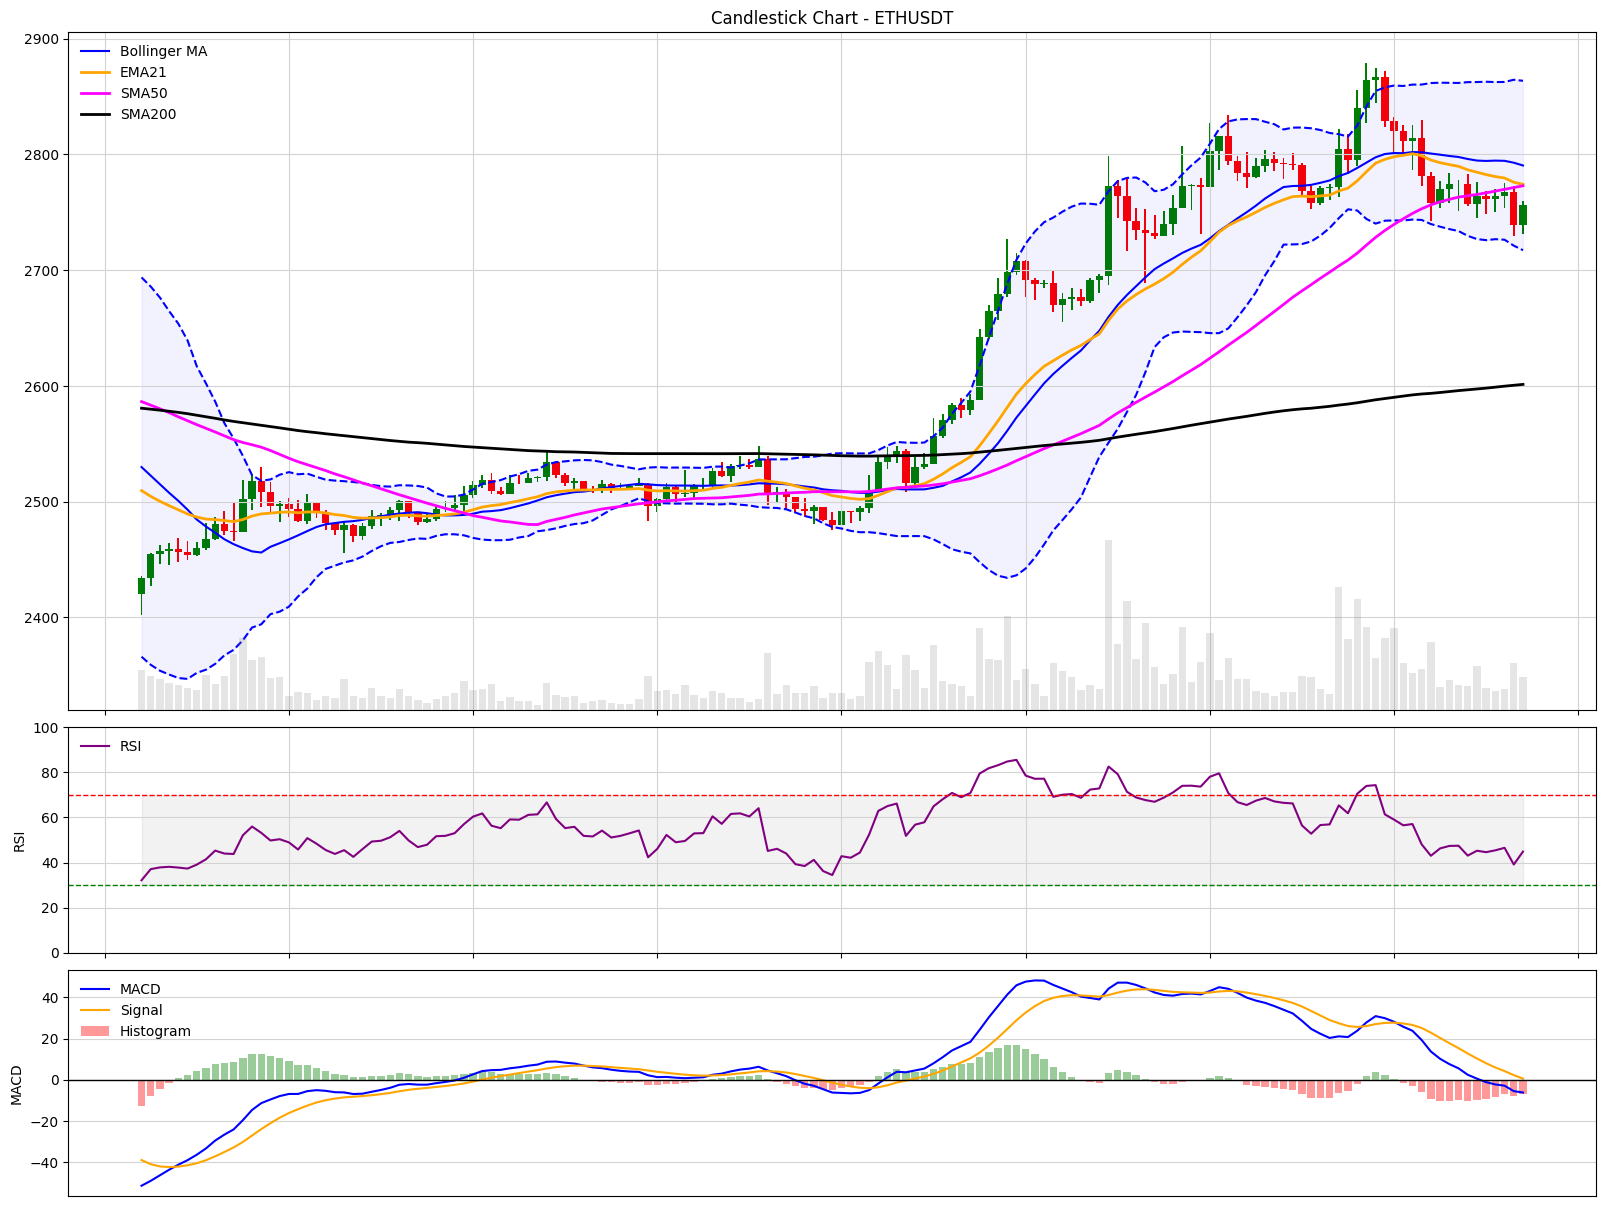 Candlestick Chart - ETHUSDT
2900
2800
2700
2600
2500
2400
Bollinger MA
EMA21
SMA50
SMA200
100
80
60
40
20
0
RSI
RSI
40
20
0
−20
−40
MACD
MACD
Signal
Histogram